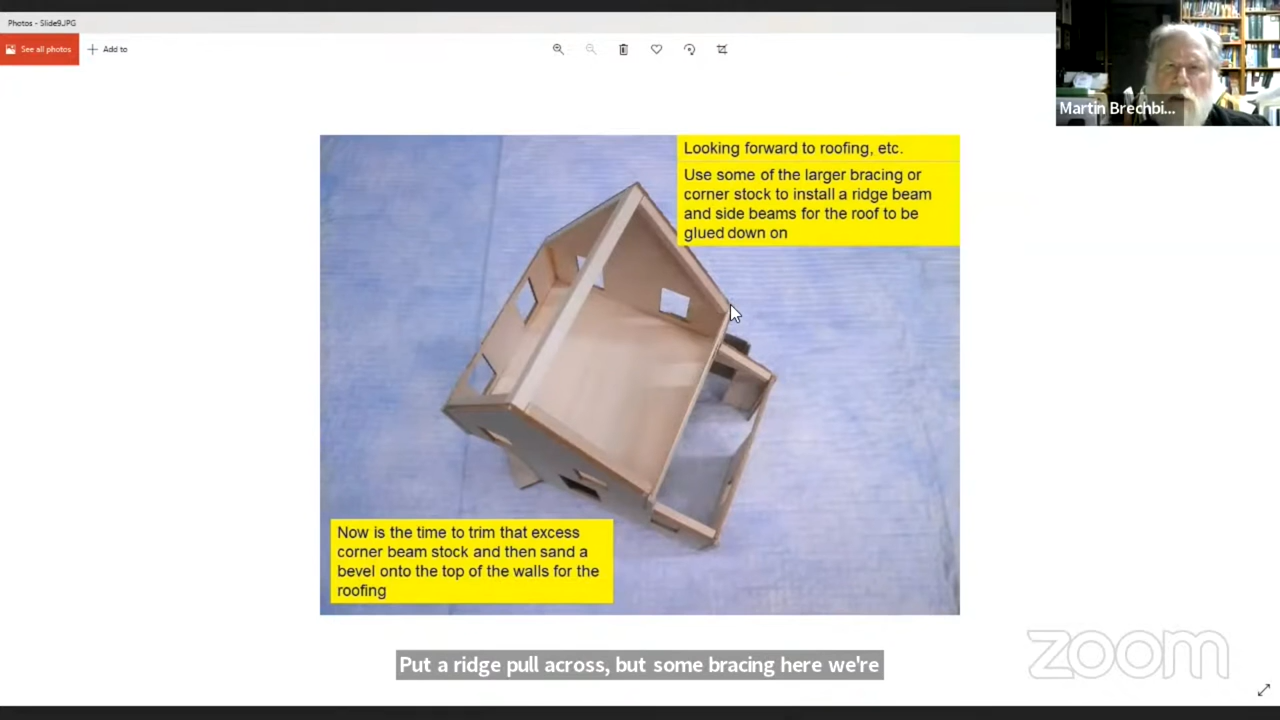 Photos - Slide9.JPG
See all photos
Add to
Martin Brechbi...
Looking forward to roofing, etc.
Use some of the larger bracing or
corner stock to install a ridge beam
and side beams for the roof to be
glued down on
Now is the time to trim that excess
corner beam stock and then sand a
bevel onto the top of the walls for the
roofing
Put a ridge pull across, but some bracing here we're
zoom